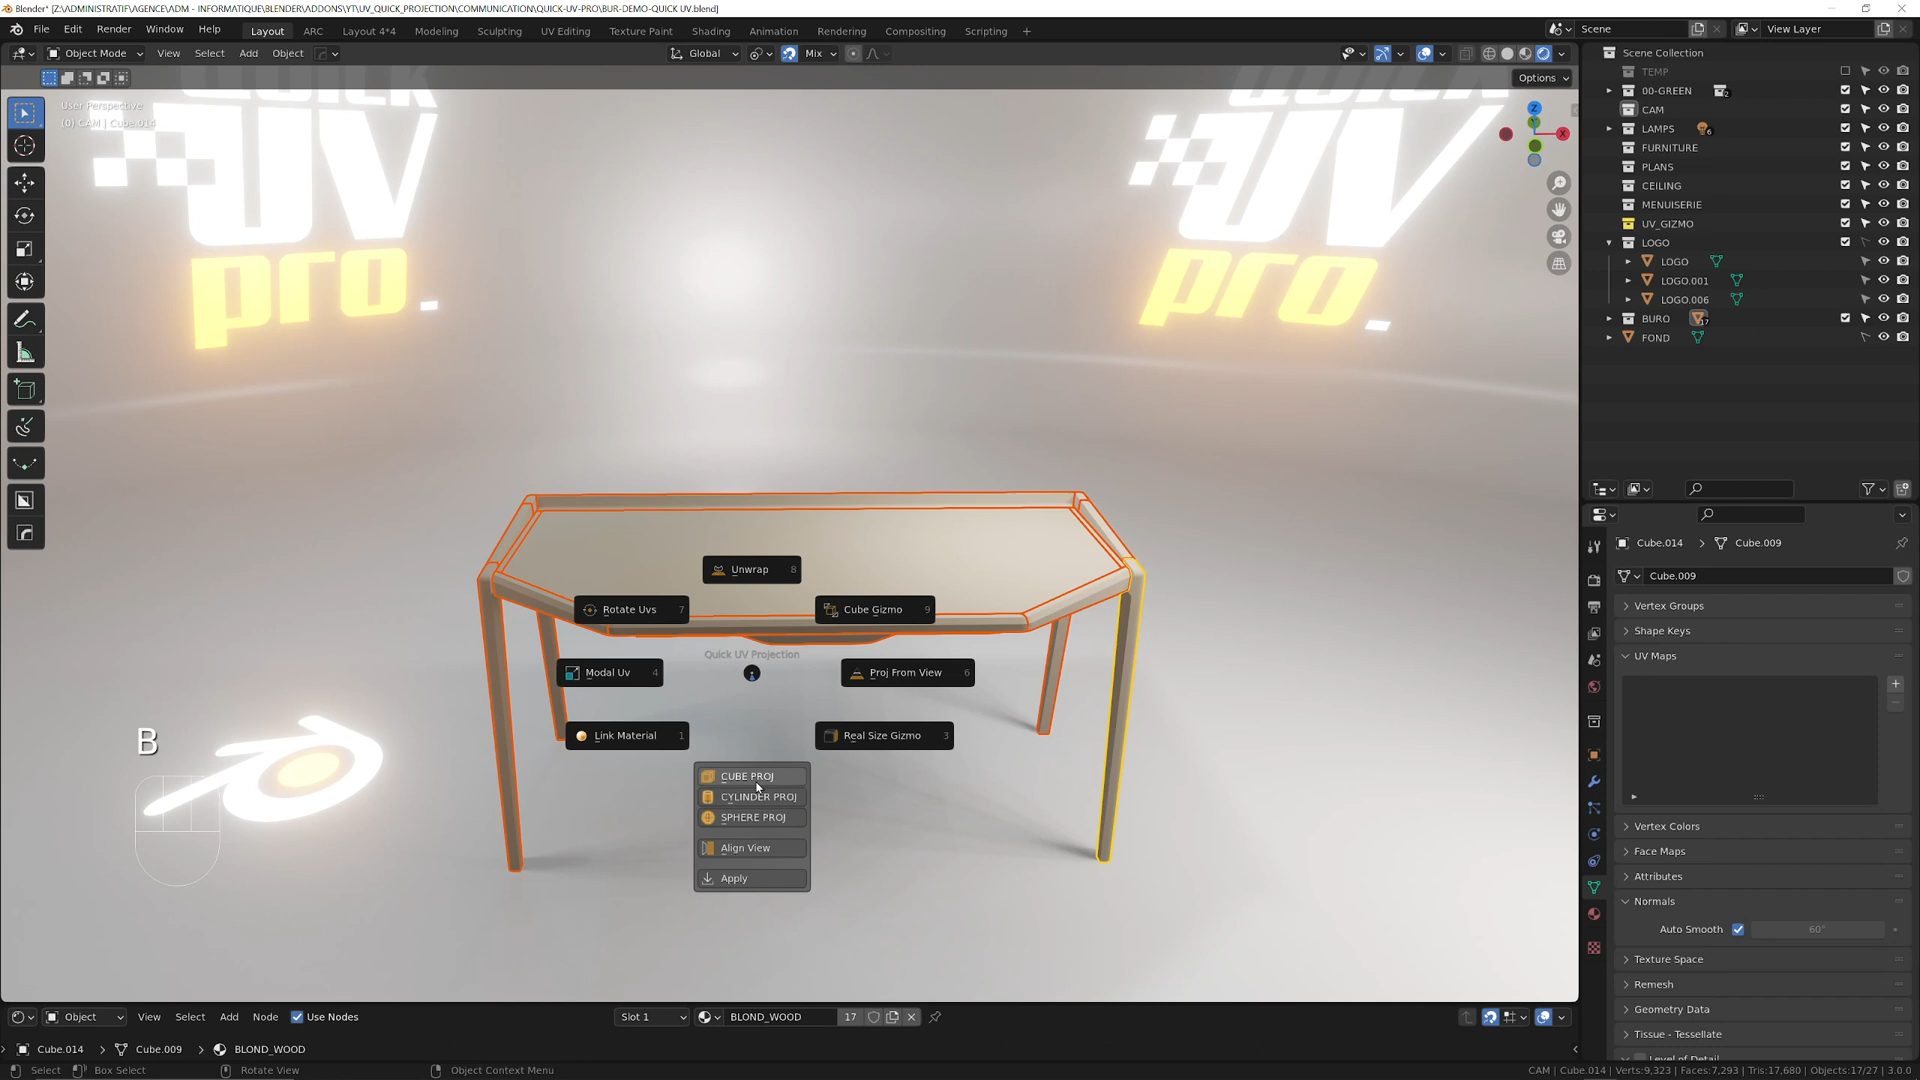 Blender* [Z:\ADMINISTRATIF\AGENCE\ADM - INFORMATIQUE\BLENDER\ADDONS\YT\UV_QUICK_PROJECTION\COMMUNICATION\QUICK-UV-PRO\BUR-DEMO-QUICK UV.blend]
File Edit Render Window Help Layout ARC Layout 4*4 Modeling Sculpting UV Editing Texture Paint Shading Animation Compositing Rendering Scripting + Scene View Layer
Object Mode View Select Add Object Global Mix
Options
User Perspective
(0) CAM | Cube.014
QUICK
UV
pro.
QUICK
UV
pro.
Z
Y
X
Scene Collection
TEMP
00-GREEN 2
CAM
LAMPS 6
FURNITURE
PLANS
CEILING
MENUISERIE
UV_GIZMO
LOGO
LOGO
LOGO.001
LOGO.006
BURO 17
FOND
Unwrap 8
Rotate Uvs 7
Cube Gizmo 9
Quick UV Projection
Modal Uv 4
Proj From View 6
Link Material 1
Real Size Gizmo 3
CUBE PROJ
CYLINDER PROJ
SPHERE PROJ
Align View
Apply
B
Cube.014 > Cube.009
Cube.009
Vertex Groups
Shape Keys
UV Maps
Vertex Colors
Face Maps
Attributes
Normals
Auto Smooth 60°
Texture Space
Remesh
Geometry Data
Tissue - Tessellate
Level of Detail
Object View Select Add Node Use Nodes Slot 1 BLOND_WOOD 17
Cube.014 > Cube.009 > BLOND_WOOD
Select Box Select Rotate View Object Context Menu
CAM | Cube.014 | Verts:9,323 | Faces:7,293 | Tris:17,680 | Objects:17/27 | 3.0.0